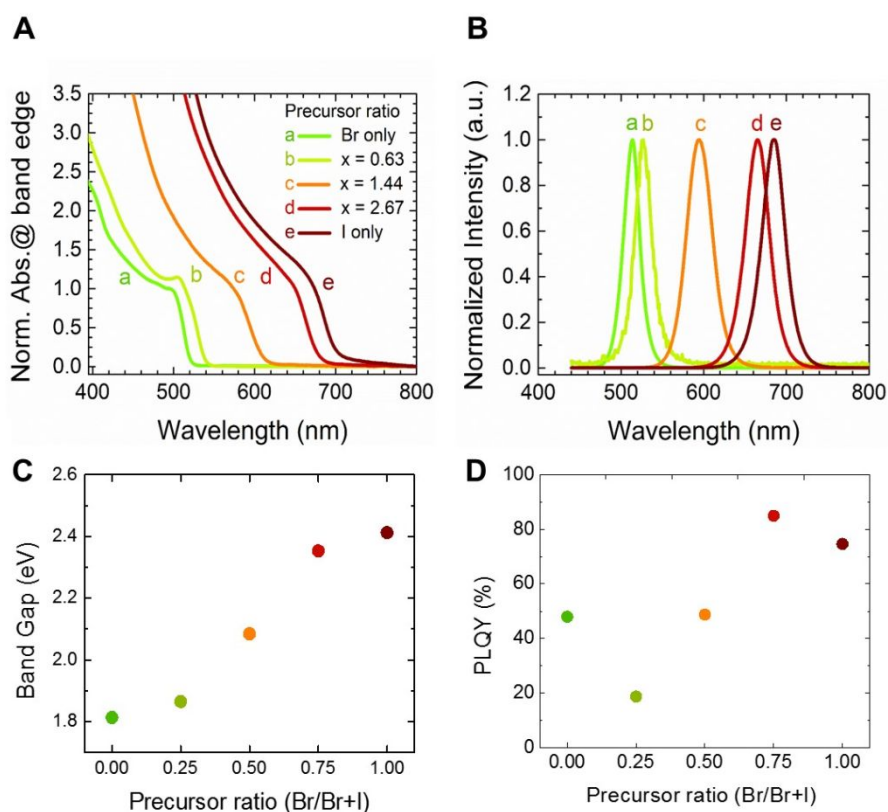 A
Norm. Abs.@ band edge
3.5
3.0
2.5
2.0
1.5
1.0
0.5
0.0
Precursor ratio
a Br only
b x = 0.63
c x = 1.44
d x = 2.67
e I only
a b c d e
400 500 600 700 800
Wavelength (nm)
B
Normalized Intensity (a.u.)
1.2
1.0
0.8
0.6
0.4
0.2
0.0
a b c d e
400 500 600 700 800
Wavelength (nm)
C
Band Gap (eV)
2.6
2.4
2.2
2.0
1.8
0.00 0.25 0.50 0.75 1.00
Precursor ratio (Br/Br+I)
D
PLQY (%)
100
80
60
40
20
0
0.00 0.25 0.50 0.75 1.00
Precursor ratio (Br/Br+I)